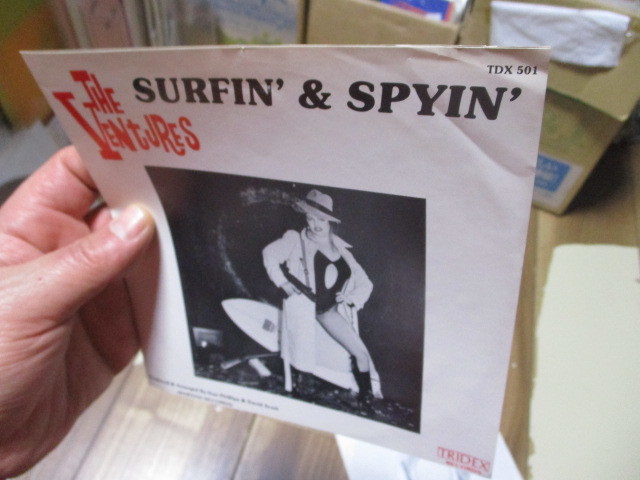 TDX 501
THE VENTURES
SURFIN' & SPYIN'
TRIDEX